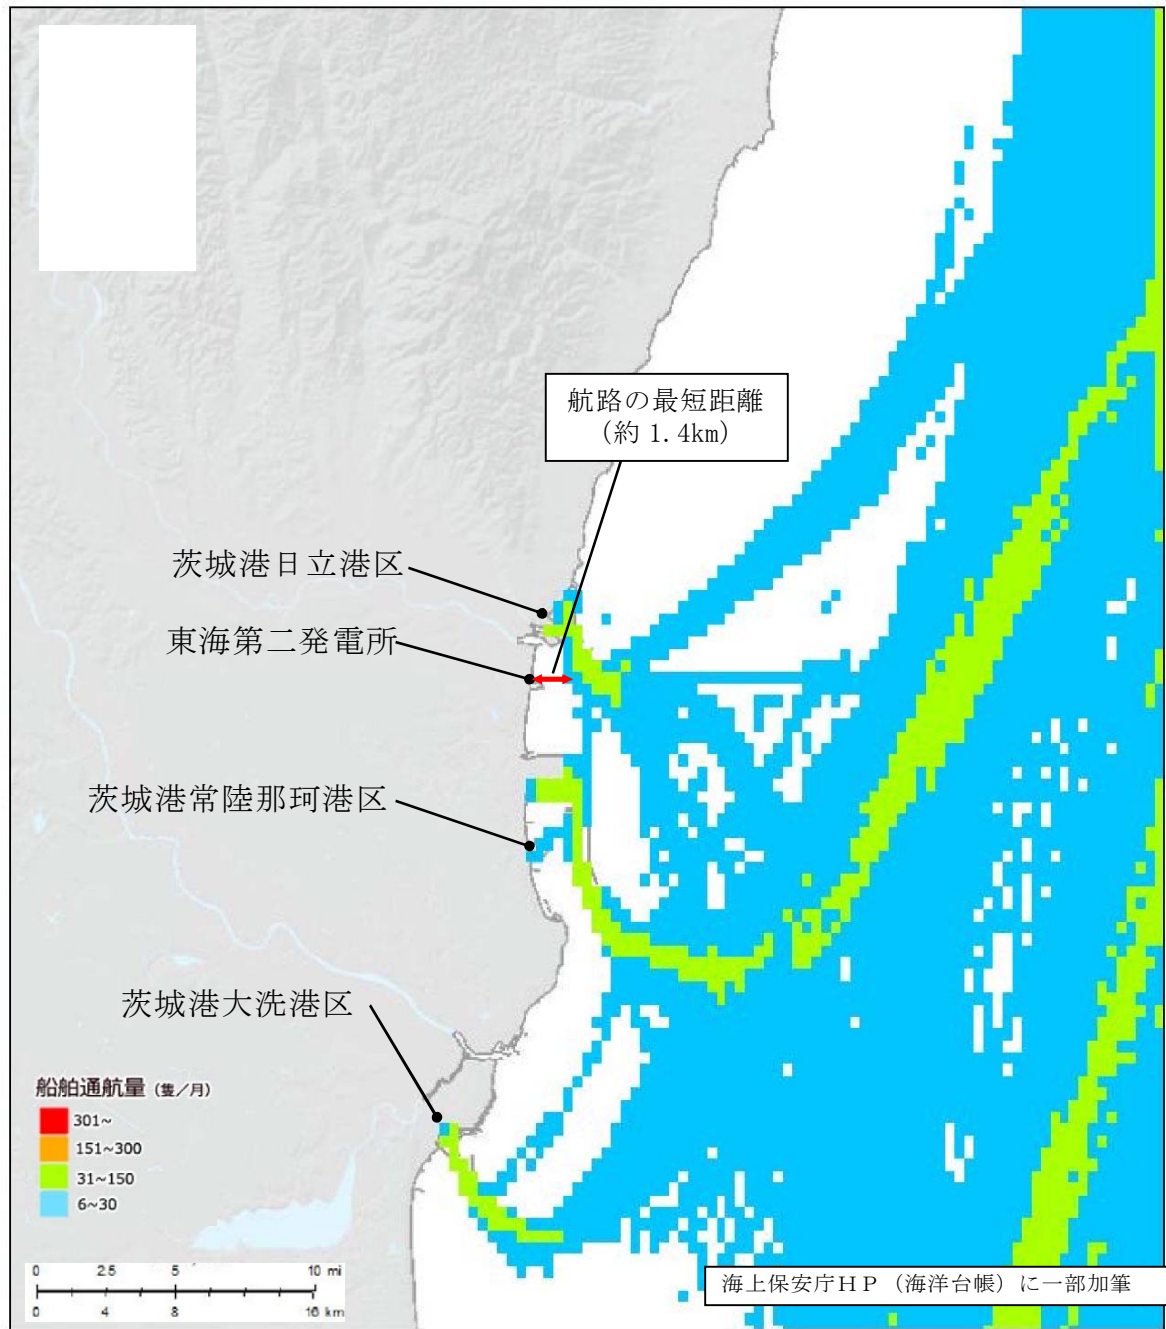 航路の最短距離
(約 1.4km)
茨城港日立港区
東海第二発電所
茨城港常陸那珂港区
茨城港大洗港区
船舶通航量 (隻/月)
301~
151~300
31~150
6~30
0 2.5 5 10 mi
0 4 8 16 km
海上保安庁HP (海洋台帳) に一部加筆